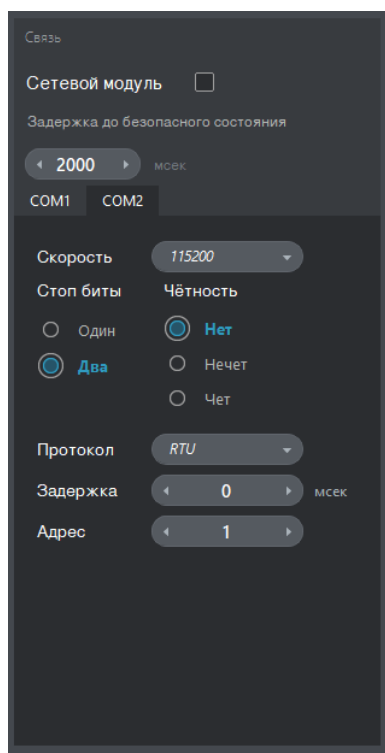 Связь
Сетевой модуль
Задержка до безопасного состояния
2000 мсек
COM1 COM2
Скорость 115200
Стоп биты Чётность
Один Нет
Два Нечет
Чет
Протокол RTU
Задержка 0 мсек
Адрес 1